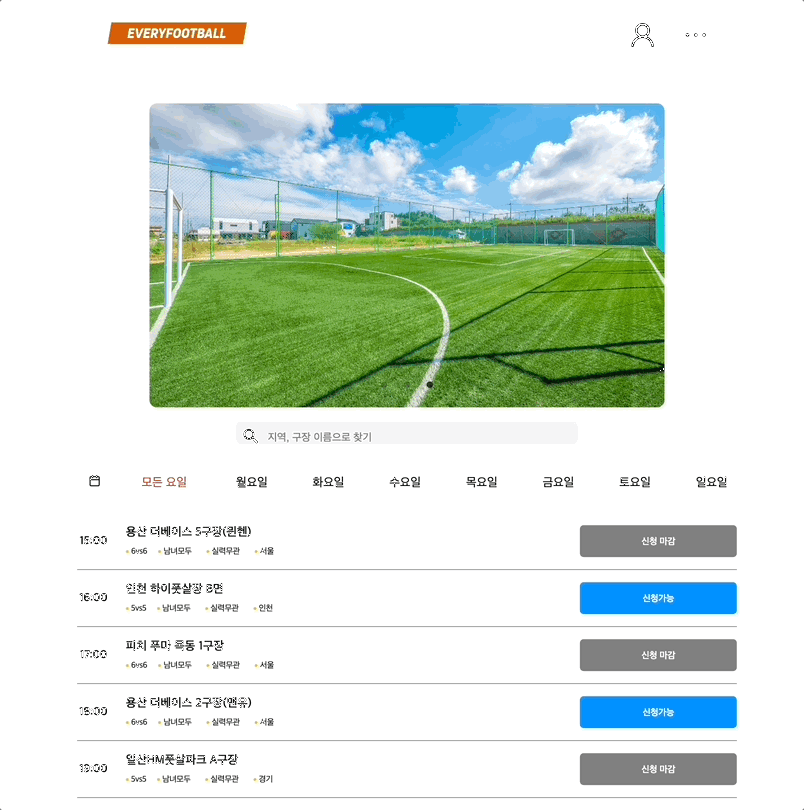 EVERYFOOTBALL
지역, 구장 이름으로 찾기
모든 요일 월요일 화요일 수요일 목요일 금요일 토요일 일요일
15:00 용산 더베이스 5구장(뮌헨) 신청 마감
6vs6 남녀모두 실력무관 서울
16:00 인천 하이풋살장 B면 신청가능
5vs5 남녀모두 실력무관 인천
17:00 피치 푸마 목동 1구장 신청 마감
6vs6 남녀모두 실력무관 서울
18:00 용산 더베이스 2구장(맨유) 신청가능
6vs6 남녀모두 실력무관 서울
19:00 일산HM풋살파크 A구장 신청 마감
5vs5 남녀모두 실력무관 경기